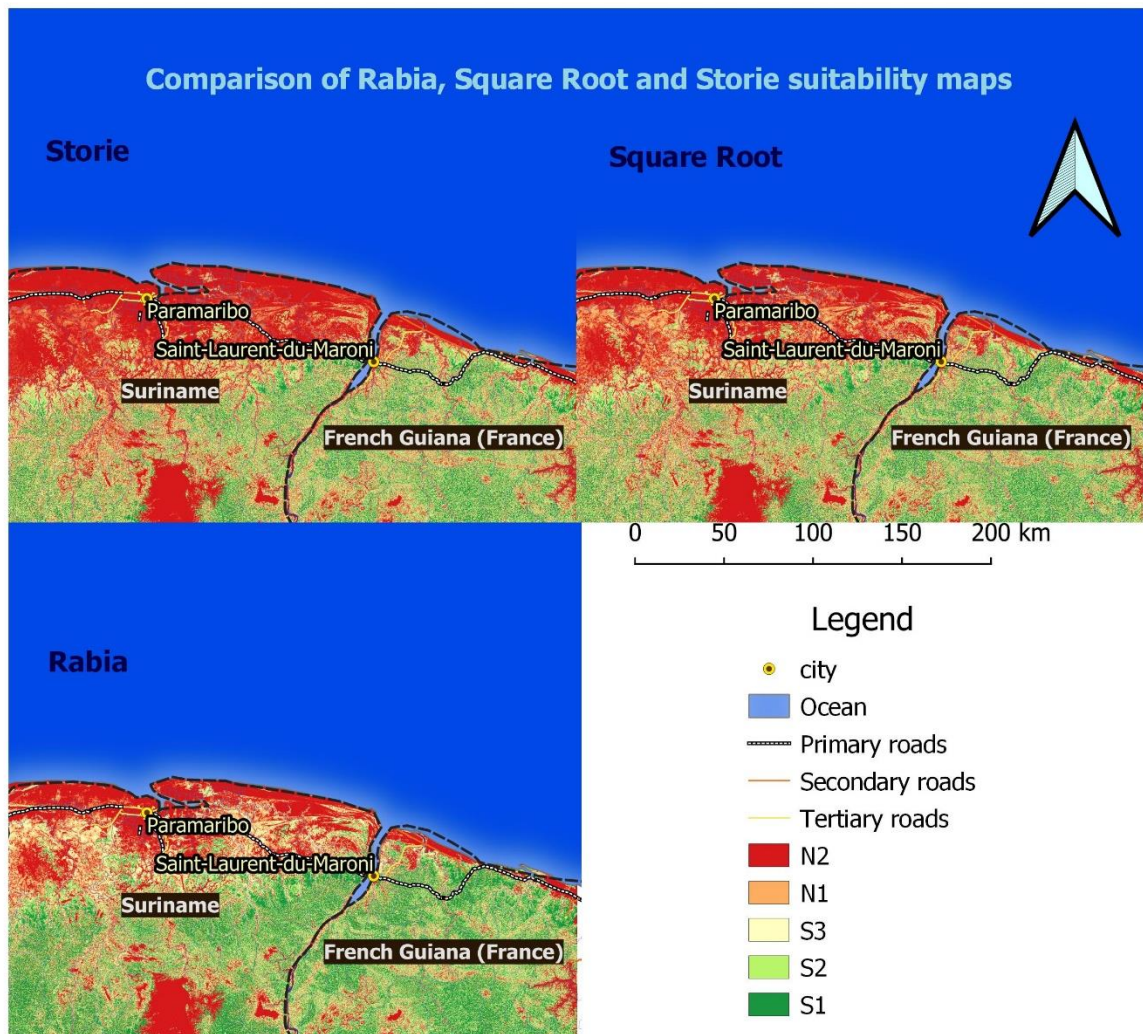 Comparison of Rabia, Square Root and Storie suitability maps
Storie
Paramaribo
Saint-Laurent-du-Maroni
Suriname
French Guiana (France)
Square Root
Paramaribo
Saint-Laurent-du-Maroni
Suriname
French Guiana (France)
0 50 100 150 200 km
Rabia
Paramaribo
Saint-Laurent-du-Maroni
Suriname
French Guiana (France)
Legend
city
Ocean
Primary roads
Secondary roads
Tertiary roads
N2
N1
S3
S2
S1